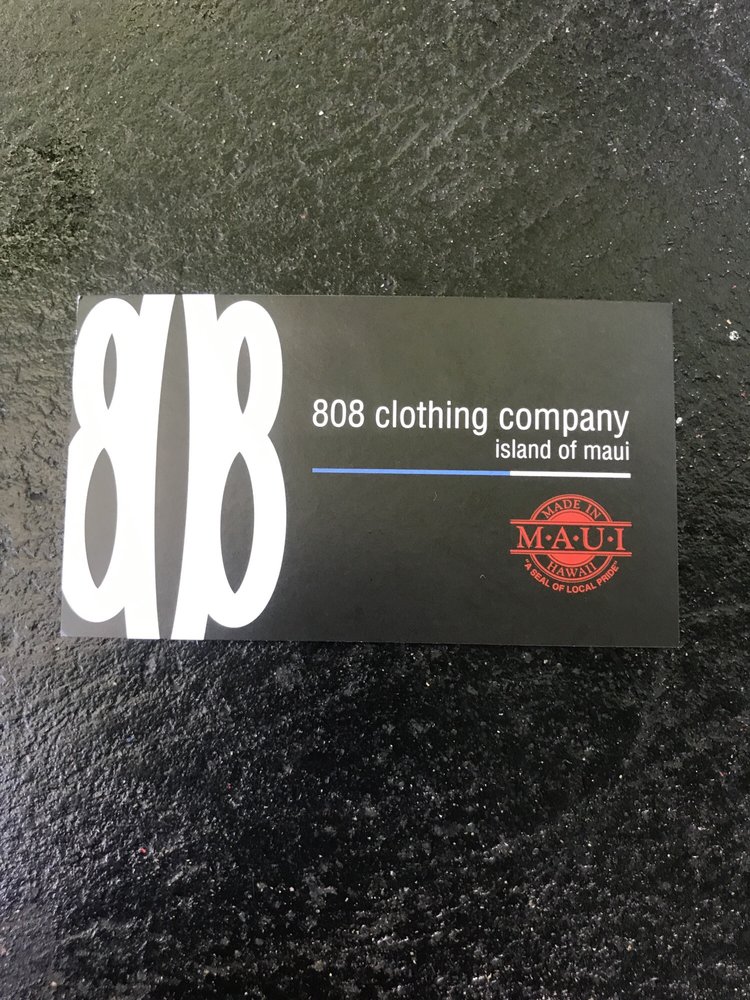 808
808 clothing company
island of maui
MADE IN
M·A·U·I
HAWAII
"A SEAL OF LOCAL PRIDE"